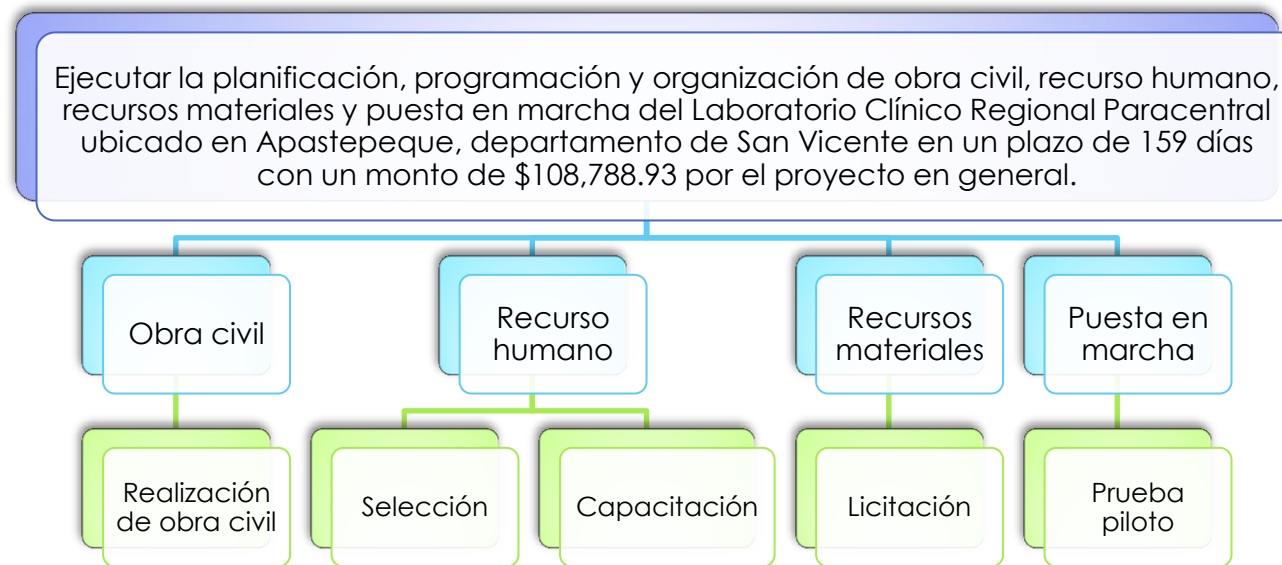 Ejecutar la planificación, programación y organización de obra civil, recurso humano,
recursos materiales y puesta en marcha del Laboratorio Clínico Regional Paracentral
ubicado en Apastepeque, departamento de San Vicente en un plazo de 159 días
con un monto de $108,788.93 por el proyecto en general.
Obra civil
Recurso
humano
Recursos
materiales
Puesta en
marcha
Realización
de obra civil
Selección
Capacitación
Licitación
Prueba
piloto